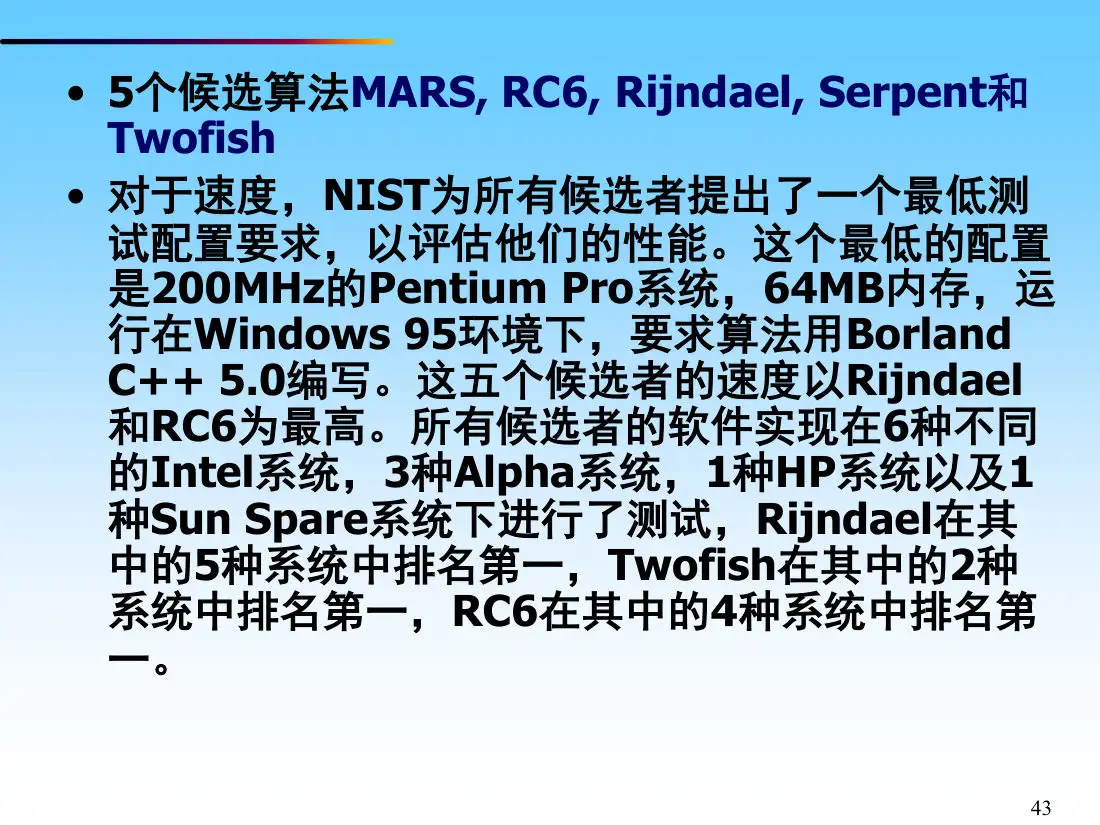 • 5个候选算法MARS, RC6, Rijndael, Serpent和
Twofish
• 对于速度，NIST为所有候选者提出了一个最低测
试配置要求，以评估他们的性能。这个最低的配置
是200MHz的Pentium Pro系统，64MB内存，运
行在Windows 95环境下，要求算法用Borland
C++ 5.0编写。这五个候选者的速度以Rijndael
和RC6为最高。所有候选者的软件实现在6种不同
的Intel系统，3种Alpha系统，1种HP系统以及1
种Sun Spare系统下进行了测试，Rijndael在其
中的5种系统中排名第一，Twofish在其中的2种
系统中排名第一，RC6在其中的4种系统中排名第
一。
43